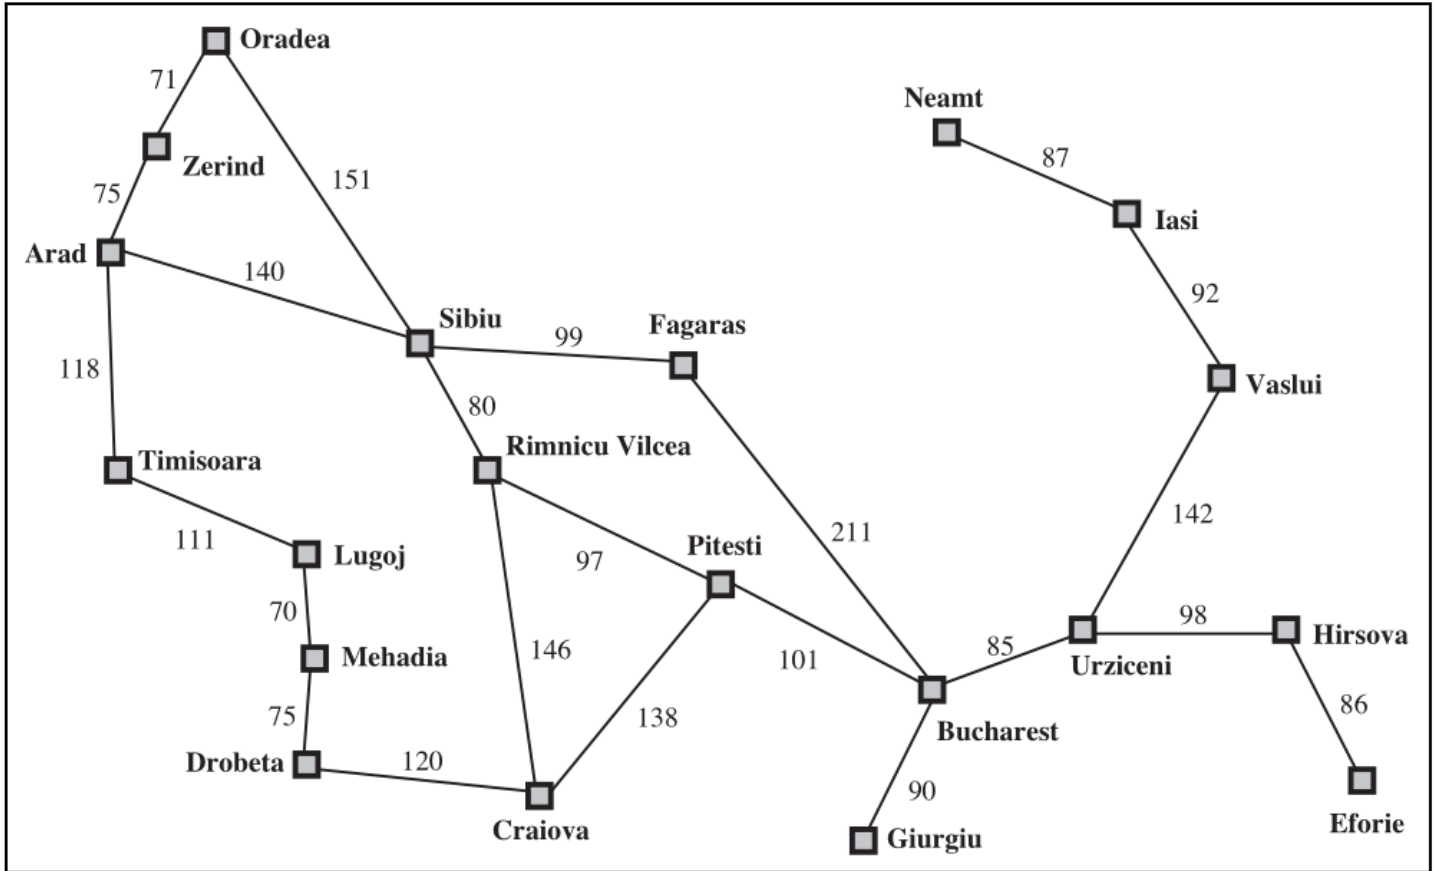 Oradea
71
Neamt
87
Zerind
151
75
Iasi
Arad
140
92
Sibiu
Fagaras
99
118
Vaslui
80
Rimnicu Vilcea
Timisoara
142
211
111
Lugoj
97
Pitesti
70
98
Hirsova
146
101
85
Urziceni
Mehadia
86
75
138
Bucharest
Drobeta
120
90
Craiova
Giurgiu
Eforie